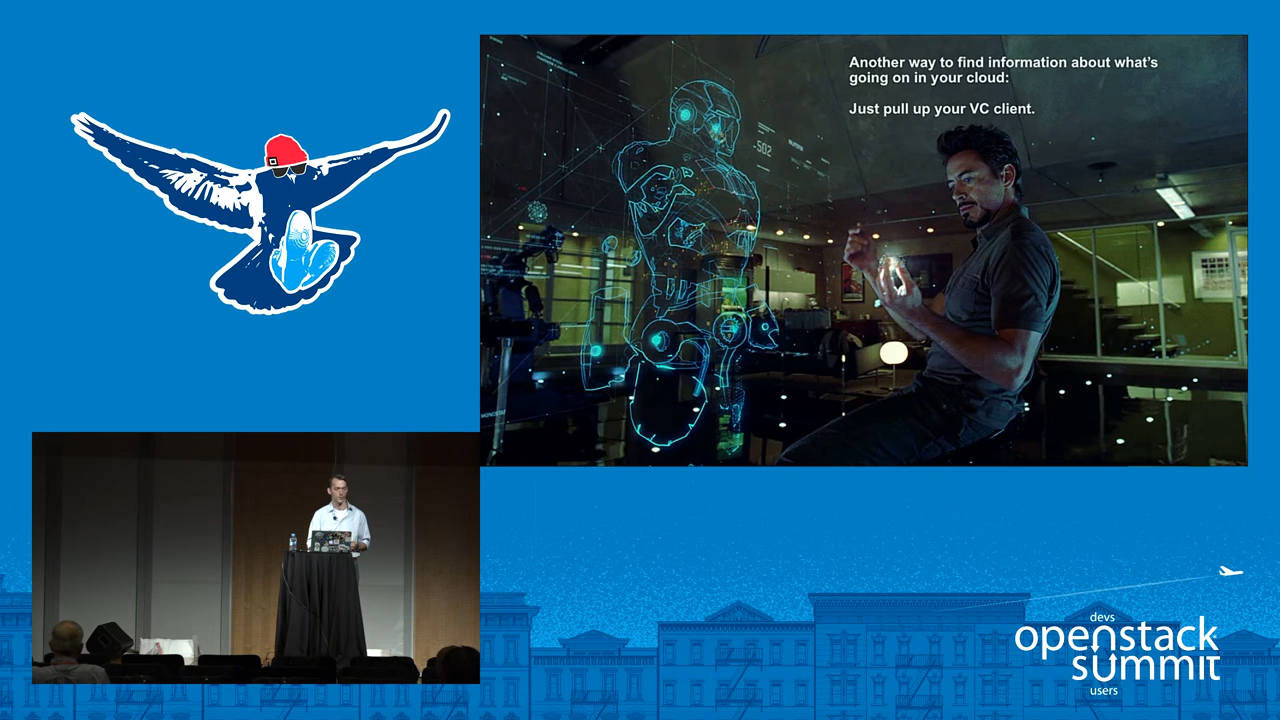 Another way to find information about what's
going on in your cloud:
Just pull up your VC client.
502
devs
openstack
summit
users